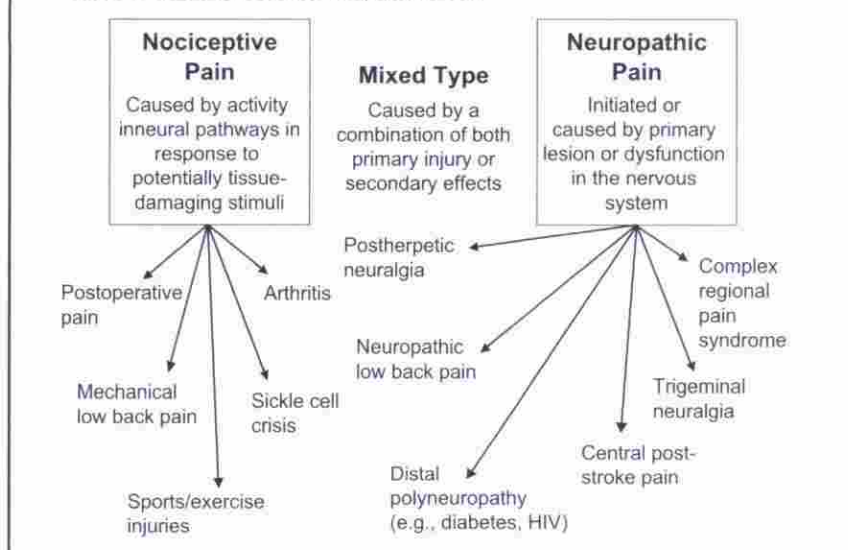 Nociceptive
Pain
Caused by activity
inneural pathways in
response to
potentially tissue-
damaging stimuli
Mixed Type
Caused by a
combination of both
primary injury or
secondary effects
Neuropathic
Pain
Initiated or
caused by primary
lesion or dysfunction
in the nervous
system
Postoperative
pain
Arthritis
Mechanical
low back pain
Sickle cell
crisis
Sports/exercise
injuries
Postherpetic
neuralgia
Neuropathic
low back pain
Distal
polyneuropathy
(e.g., diabetes, HIV)
Central post-
stroke pain
Trigeminal
neuralgia
Complex
regional
pain
syndrome